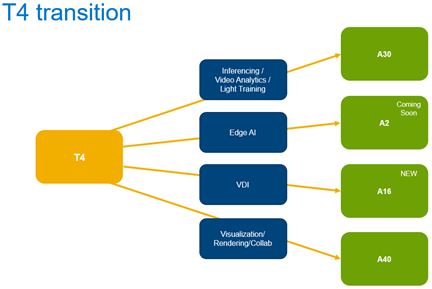 T4 transition
T4
Inferencing /
Video Analytics /
Light Training
Edge AI
VDI
Visualization/
Rendering/Collab
A30
Coming
Soon
A2
NEW
A16
A40